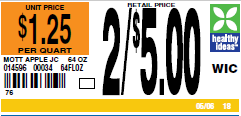 UNIT PRICE
$1.25
PER QUART
RETAIL PRICE
2/$5.00
healthy
ideas
WIC
MOTT APPLE JC 64 OZ
014596 00034 64FLOZ
76
05/06 18